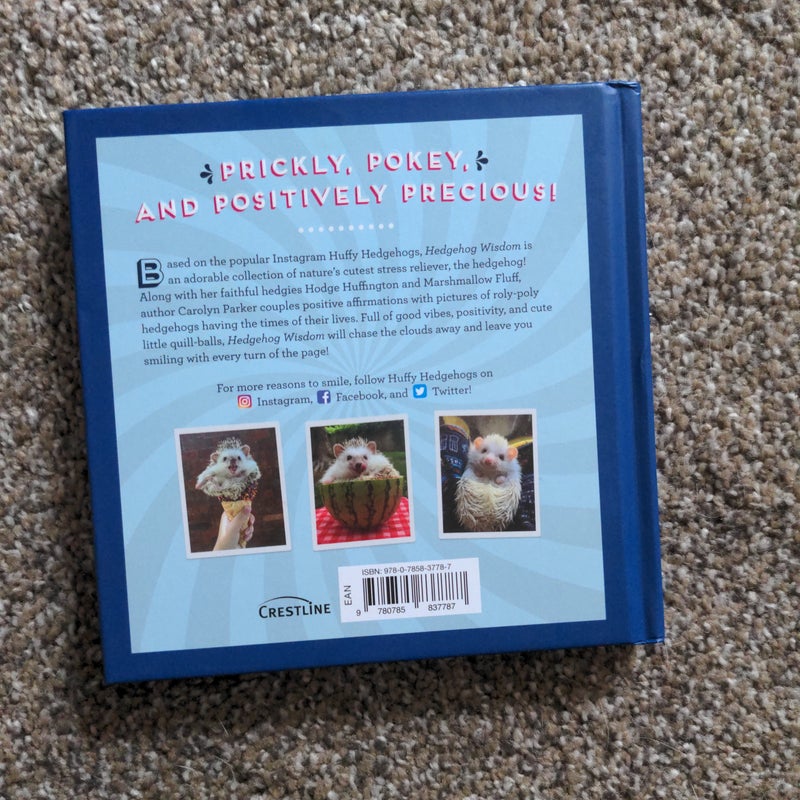 PRICKLY, POKEY,
AND POSITIVELY PRECIOUS!
Based on the popular Instagram Huffy Hedgehogs, Hedgehog Wisdom is
an adorable collection of nature's cutest stress reliever, the hedgehog!
Along with her faithful hedgies Hodge Huffington and Marshmallow Fluff,
author Carolyn Parker couples positive affirmations with pictures of roly-poly
hedgehogs having the times of their lives. Full of good vibes, positivity, and cute
little quill-balls, Hedgehog Wisdom will chase the clouds away and leave you
smiling with every turn of the page!
For more reasons to smile, follow Huffy Hedgehogs on
Instagram, Facebook, and Twitter!
CRESTLINE
EAN
ISBN: 978-0-7858-3778-7
9 780785 837787